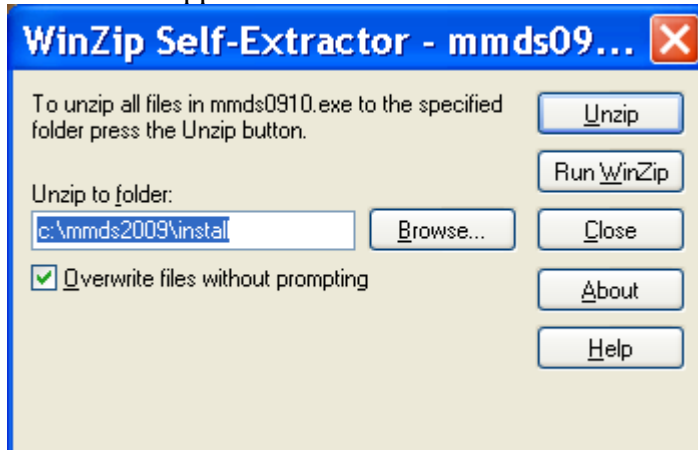 WinZip Self-Extractor - mmds09...
To unzip all files in mmds0910.exe to the specified
folder press the Unzip button.
Unzip to folder:
c:\mmds2009\install
Browse...
Overwrite files without prompting
Unzip
Run WinZip
Close
About
Help